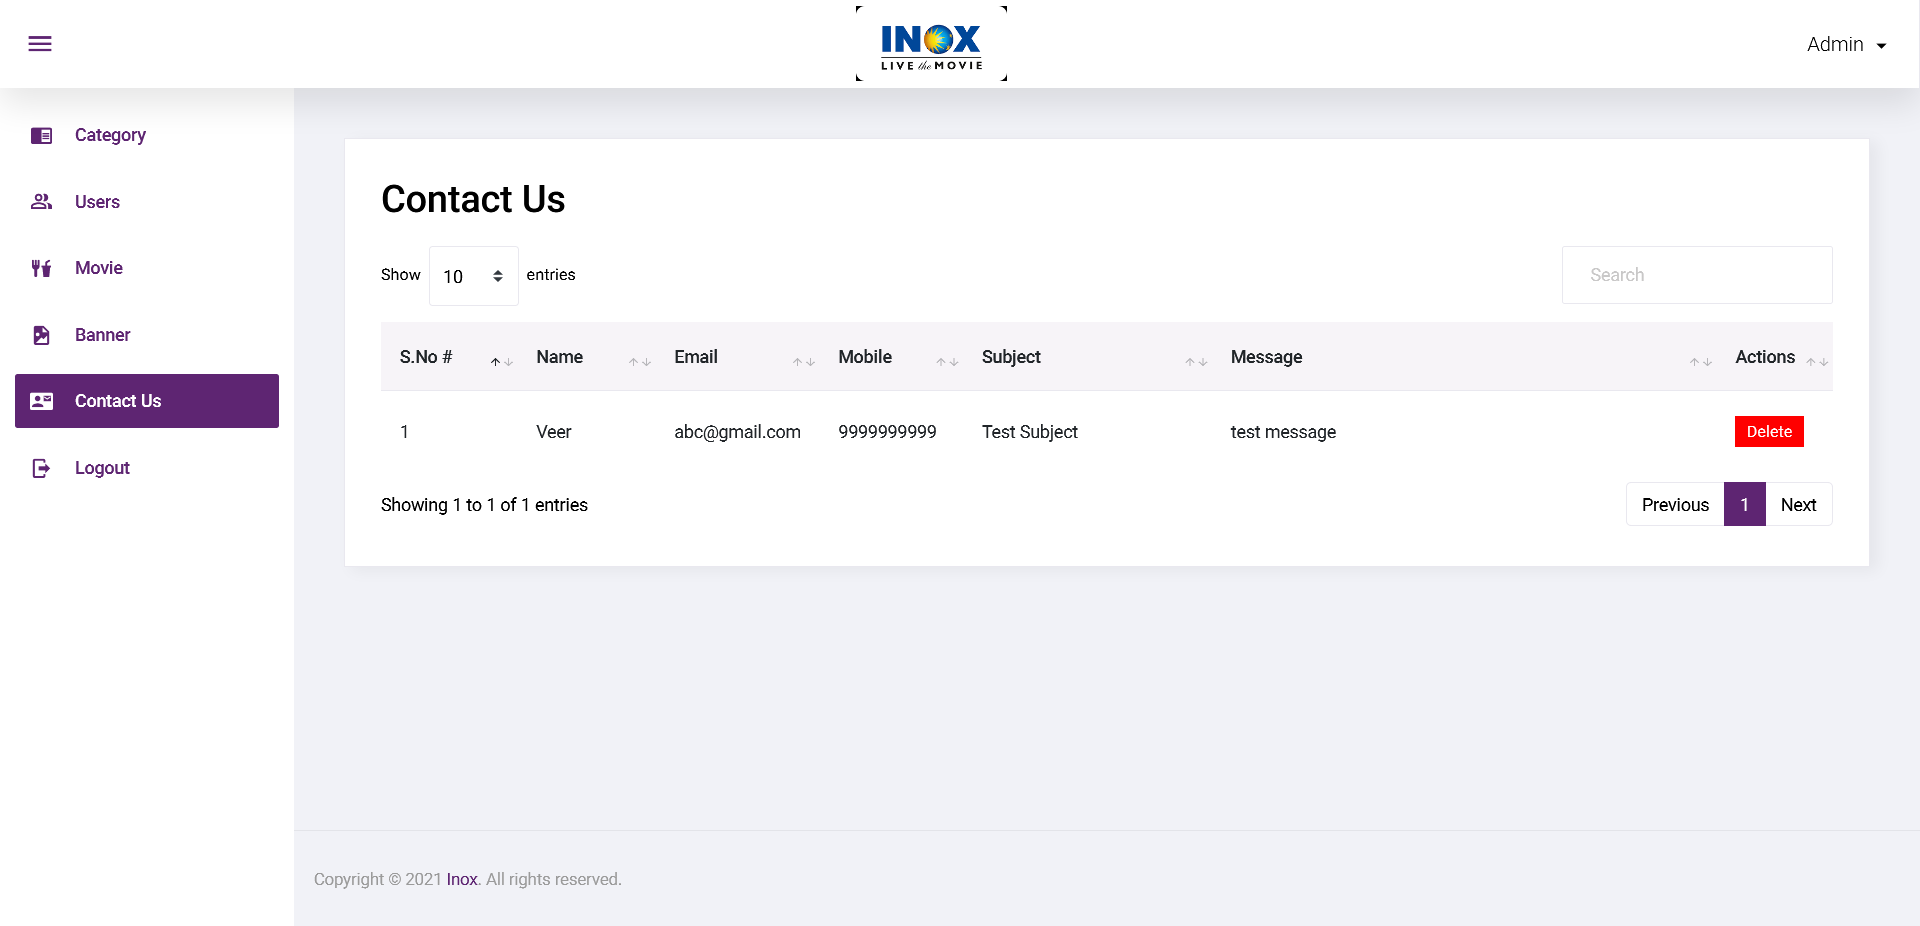 INOX
LIVE the MOVIE
Admin
Category
Users
Movie
Banner
Contact Us
Logout
Contact Us
Show 10 entries
Search
S.No # Name Email Mobile Subject Message Actions
1 Veer abc@gmail.com 9999999999 Test Subject test message Delete
Showing 1 to 1 of 1 entries
Previous 1 Next
Copyright © 2021 Inox. All rights reserved.